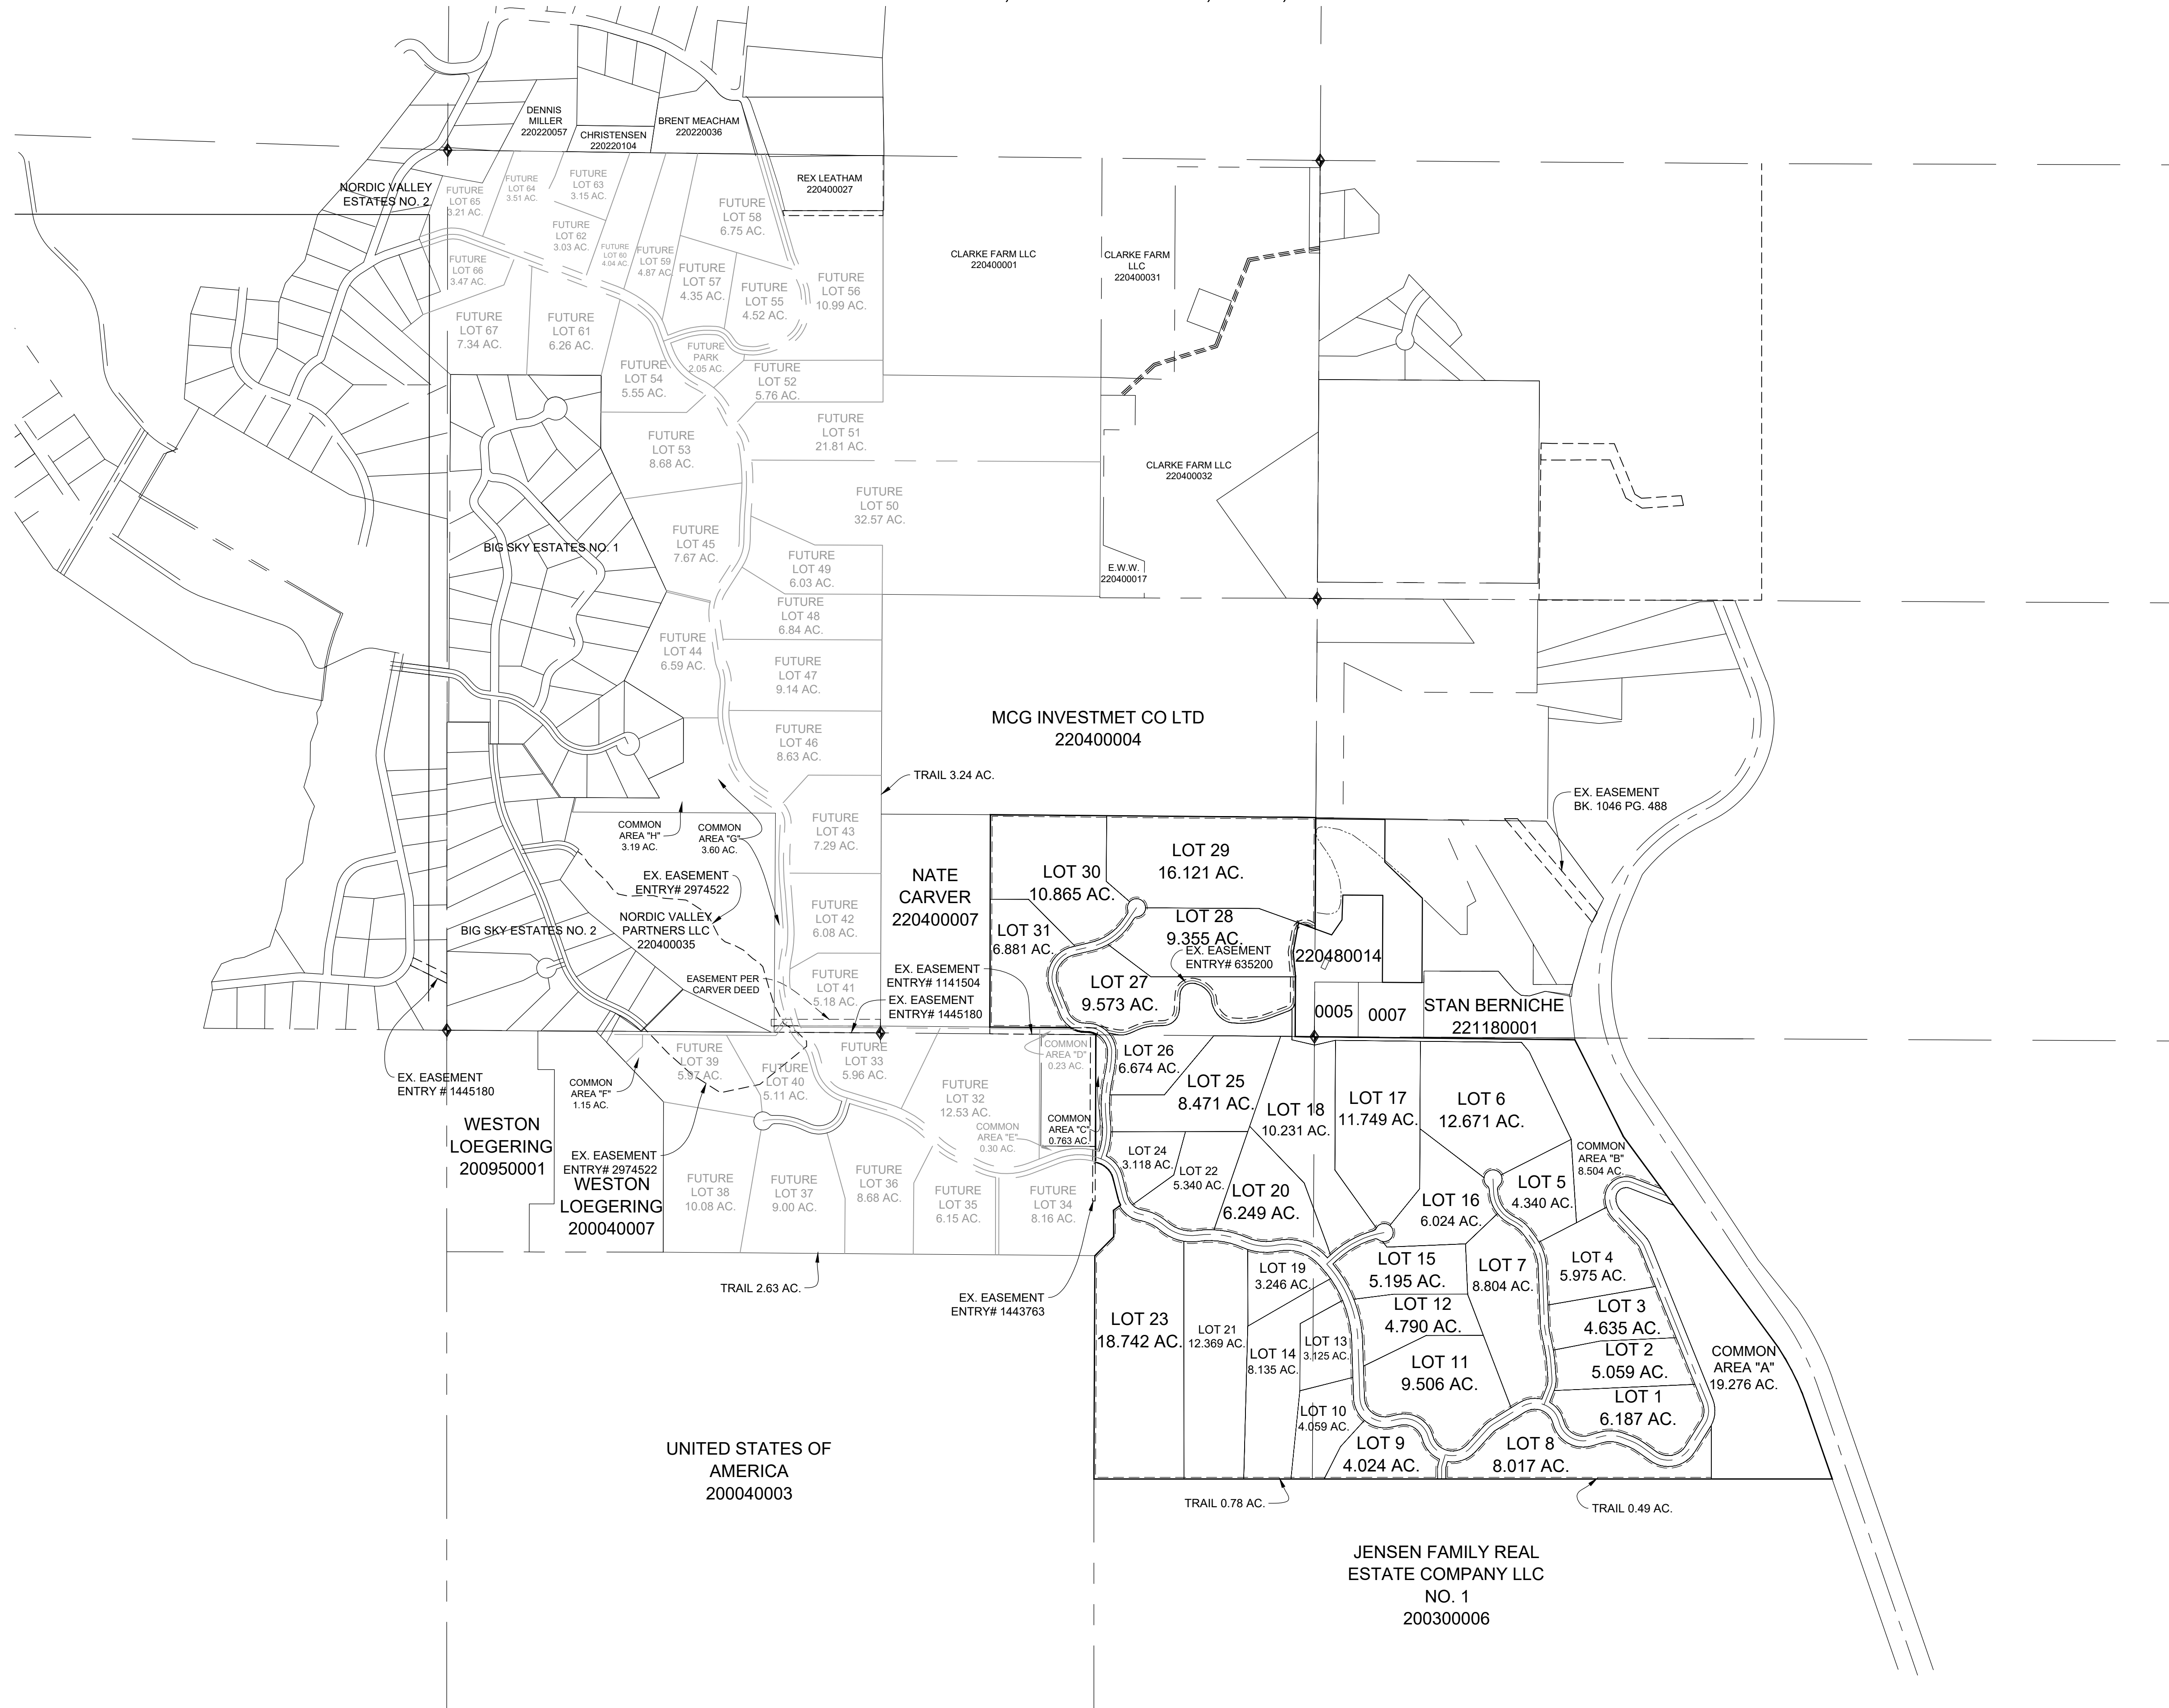 DENNIS
MILLER
220220057
CHRISTENSEN
220220104
BRENT MEACHAM
220220036
REX LEATHAM
220400027
NORDIC VALLEY
ESTATES NO. 2
FUTURE
LOT 65
3.21 AC.
FUTURE
LOT 64
3.51 AC.
FUTURE
LOT 63
3.15 AC.
FUTURE
LOT 62
3.03 AC.
FUTURE
LOT 60
4.04 AC.
FUTURE
LOT 59
4.87 AC.
FUTURE
LOT 58
6.75 AC.
FUTURE
LOT 57
4.35 AC.
FUTURE
LOT 55
4.52 AC.
FUTURE
LOT 56
10.99 AC.
FUTURE
LOT 66
3.47 AC.
FUTURE
LOT 67
7.34 AC.
FUTURE
LOT 61
6.26 AC.
FUTURE
PARK
2.05 AC.
FUTURE
LOT 54
5.55 AC.
FUTURE
LOT 52
5.76 AC.
FUTURE
LOT 53
8.68 AC.
FUTURE
LOT 51
21.81 AC.
FUTURE
LOT 50
32.57 AC.
FUTURE
LOT 45
7.67 AC.
FUTURE
LOT 49
6.03 AC.
FUTURE
LOT 48
6.84 AC.
FUTURE
LOT 44
6.59 AC.
FUTURE
LOT 47
9.14 AC.
FUTURE
LOT 46
8.63 AC.
FUTURE
LOT 43
7.29 AC.
FUTURE
LOT 42
6.08 AC.
FUTURE
LOT 41
5.18 AC.
CLARKE FARM LLC
220400001
CLARKE FARM
LLC
220400031
CLARKE FARM LLC
220400032
E.W.W.
220400017
BIG SKY ESTATES NO. 1
MCG INVESTMET CO LTD
220400004
TRAIL 3.24 AC.
EX. EASEMENT
BK. 1046 PG. 488
COMMON
AREA "H"
3.19 AC.
COMMON
AREA "G"
3.60 AC.
EX. EASEMENT
ENTRY# 2974522
NORDIC VALLEY
PARTNERS LLC
220400035
BIG SKY ESTATES NO. 2
EASEMENT PER
CARVER DEED
NATE
CARVER
220400007
EX. EASEMENT
ENTRY# 1141504
EX. EASEMENT
ENTRY# 1445180
LOT 30
10.865 AC.
LOT 29
16.121 AC.
LOT 31
6.881 AC.
LOT 28
9.355 AC.
EX. EASEMENT
ENTRY# 635200
LOT 27
9.573 AC.
220480014
0005
0007
STAN BERNICHE
221180001
EX. EASEMENT
ENTRY # 1445180
WESTON
LOEGERING
200950001
COMMON
AREA "F"
1.15 AC.
EX. EASEMENT
ENTRY# 2974522
WESTON
LOEGERING
200040007
FUTURE
LOT 39
5.97 AC.
FUTURE
LOT 40
5.11 AC.
FUTURE
LOT 33
5.96 AC.
FUTURE
LOT 32
12.53 AC.
COMMON
AREA "D"
0.23 AC.
COMMON
AREA "E"
0.30 AC.
COMMON
AREA "C"
0.763 AC.
FUTURE
LOT 38
10.08 AC.
FUTURE
LOT 37
9.00 AC.
FUTURE
LOT 36
8.68 AC.
FUTURE
LOT 35
6.15 AC.
FUTURE
LOT 34
8.16 AC.
TRAIL 2.63 AC.
EX. EASEMENT
ENTRY# 1443763
LOT 26
6.674 AC.
LOT 25
8.471 AC.
LOT 18
10.231 AC.
LOT 17
11.749 AC.
LOT 6
12.671 AC.
COMMON
AREA "B"
8.504 AC.
LOT 24
3.118 AC.
LOT 22
5.340 AC.
LOT 20
6.249 AC.
LOT 16
6.024 AC.
LOT 5
4.340 AC.
LOT 19
3.246 AC.
LOT 15
5.195 AC.
LOT 7
8.804 AC.
LOT 4
5.975 AC.
LOT 23
18.742 AC.
LOT 21
12.369 AC.
LOT 14
8.135 AC.
LOT 13
3.125 AC.
LOT 12
4.790 AC.
LOT 3
4.635 AC.
LOT 11
9.506 AC.
LOT 2
5.059 AC.
COMMON
AREA "A"
19.276 AC.
LOT 10
4.059 AC.
LOT 1
6.187 AC.
LOT 9
4.024 AC.
LOT 8
8.017 AC.
TRAIL 0.78 AC.
TRAIL 0.49 AC.
UNITED STATES OF
AMERICA
200040003
JENSEN FAMILY REAL
ESTATE COMPANY LLC
NO. 1
200300006